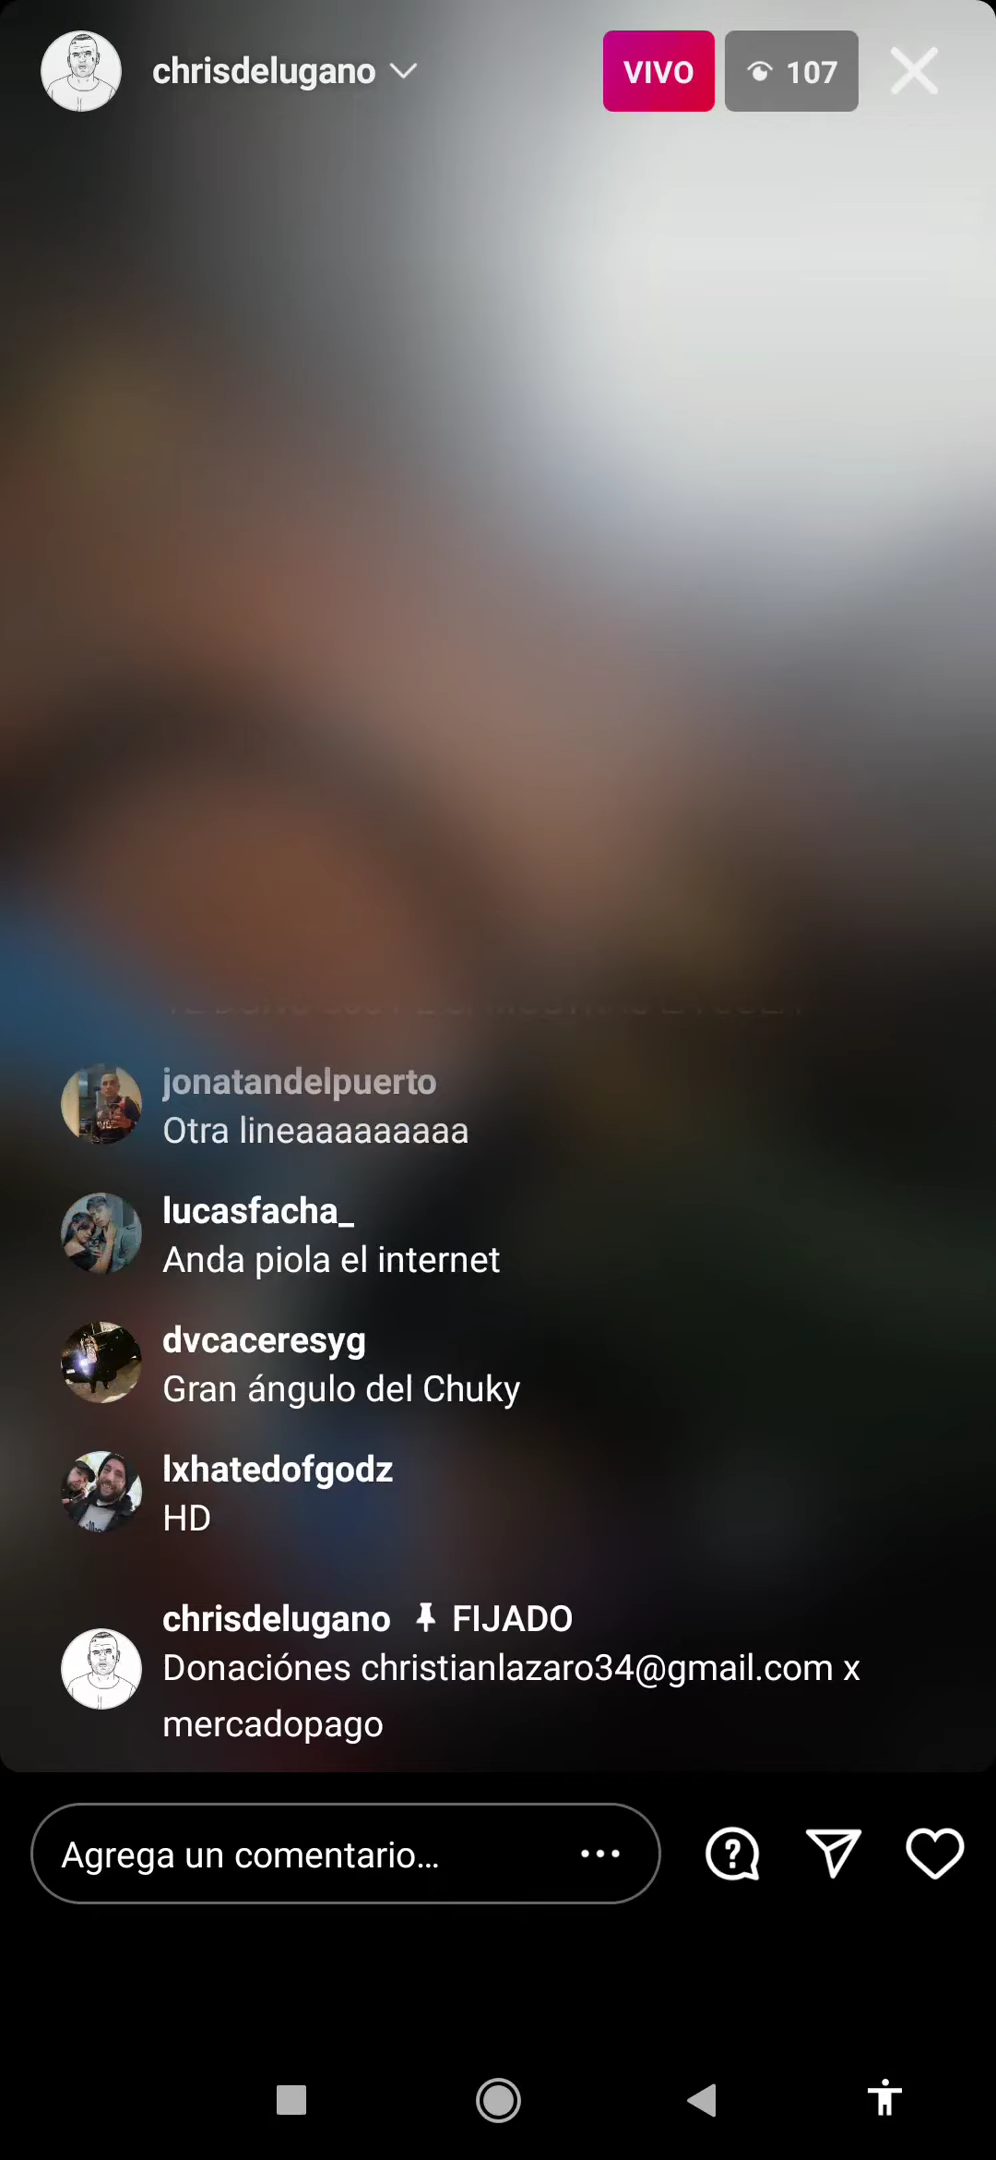 chrisdelugano
VIVO
107
jonatandelpuerto
Otra lineaaaaaaaaa
lucasfacha_
Anda piola el internet
dvcaceresyg
Gran ángulo del Chuky
lxhatedofgodz
HD
chrisdelugano FIJADO
Donaciónes christianlazaro34@gmail.com x
mercadopago
Agrega un comentario...